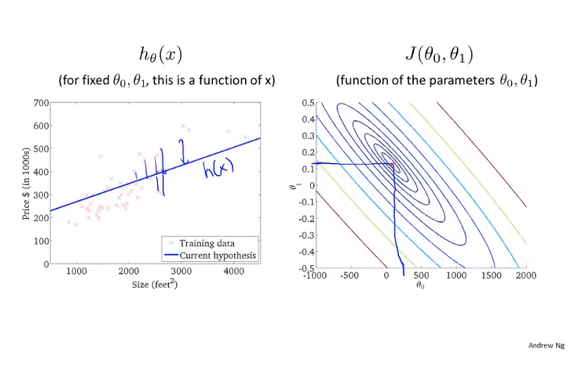 hθ(x)
(for fixed θ0, θ1, this is a function of x)
700
600
500
400
300
200
100
0
Price $ (in 1000s)
h(x)
Training data
Current hypothesis
1000 2000 3000 4000
Size (feet²)
J(θ0, θ1)
(function of the parameters θ0, θ1)
0.5
0.4
0.3
0.2
0.1
0
-0.1
-0.2
-0.3
-0.4
-0.5
θ1
-1000 -500 0 500 1000 1500 2000
θ0
Andrew Ng